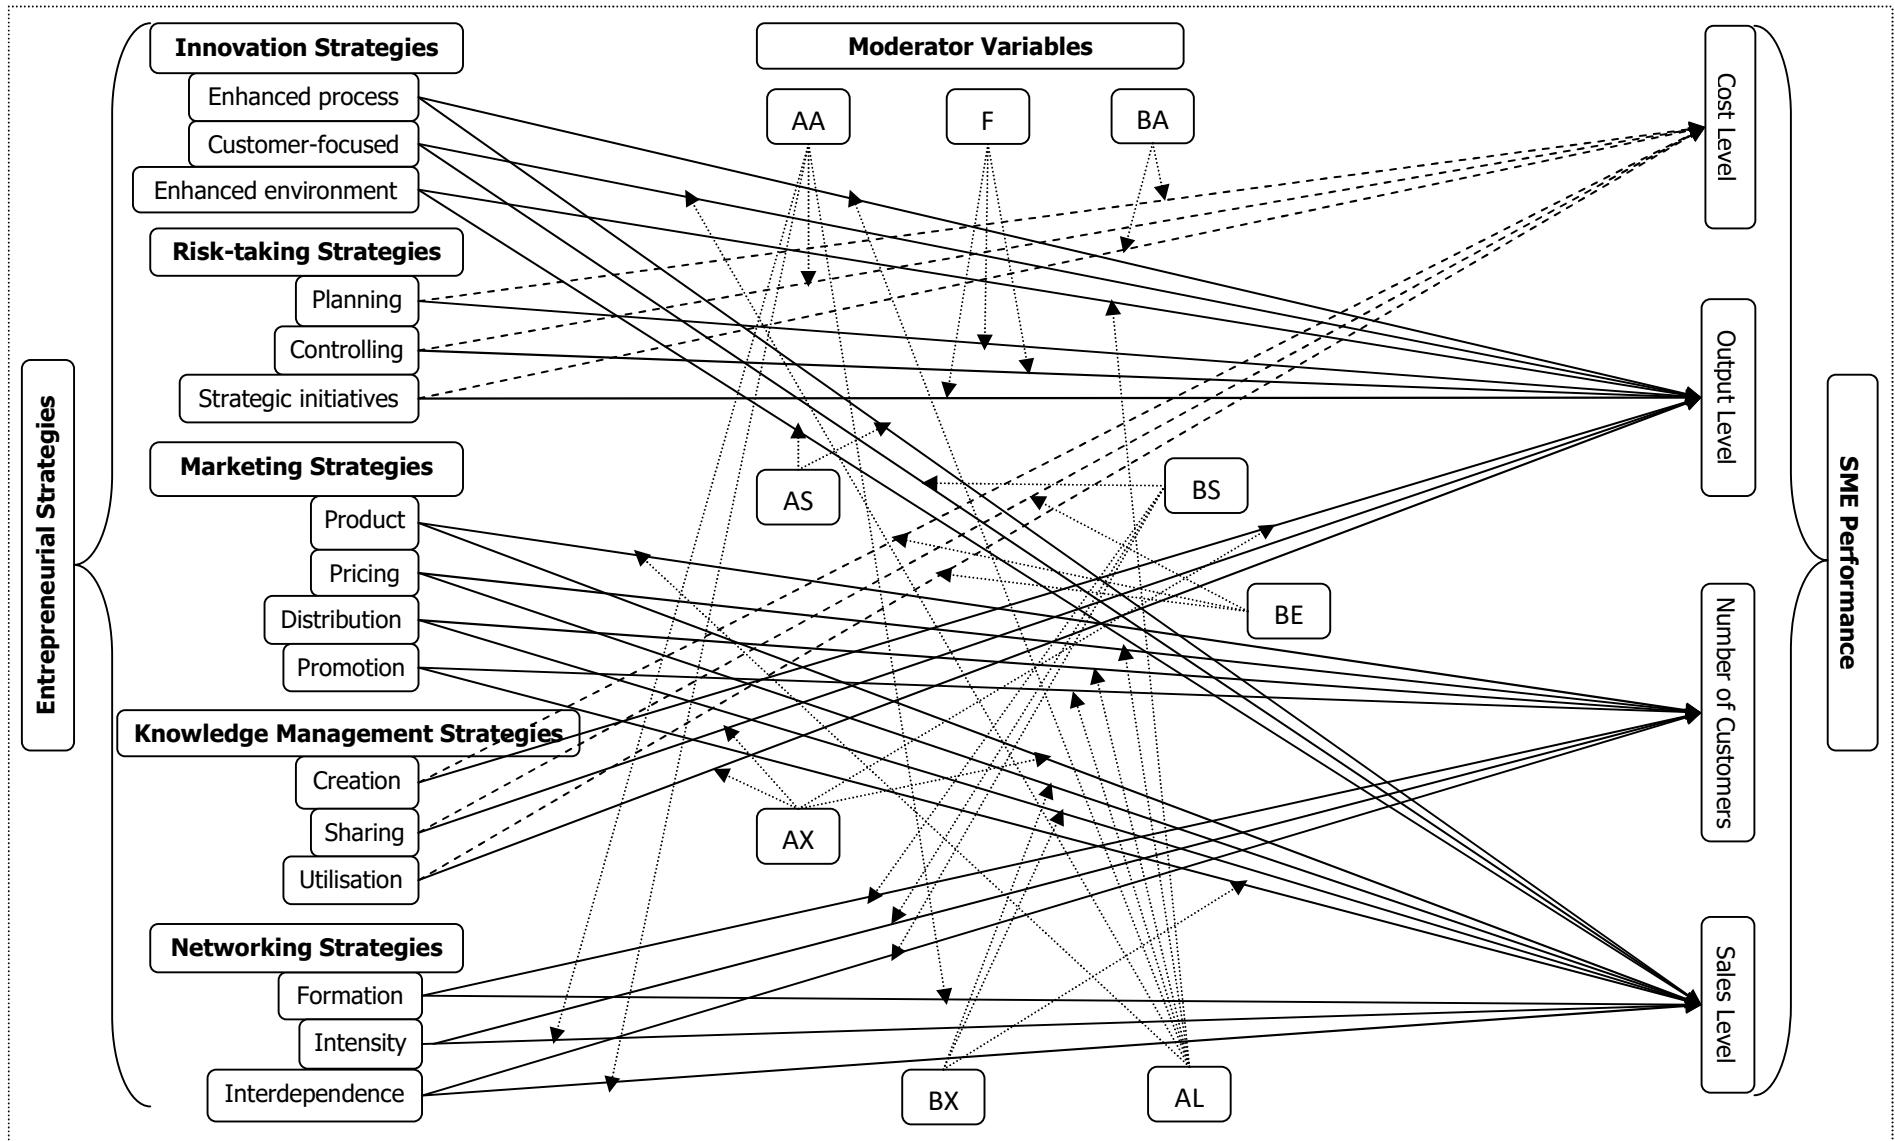 Entrepreneurial Strategies
Innovation Strategies
Enhanced process
Customer-focused
Enhanced environment
Risk-taking Strategies
Planning
Controlling
Strategic initiatives
Marketing Strategies
Product
Pricing
Distribution
Promotion
Knowledge Management Strategies
Creation
Sharing
Utilisation
Networking Strategies
Formation
Intensity
Interdependence
Moderator Variables
AA
F
BA
AS
BS
BE
AX
BX
AL
Cost Level
Output Level
Number of Customers
Sales Level
SME Performance